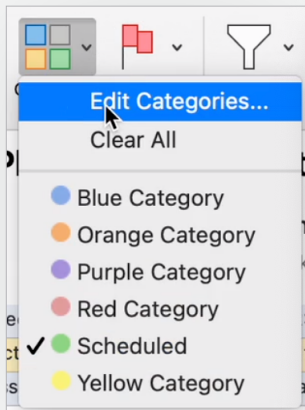 Edit Categories...
Clear All
Blue Category
Orange Category
Purple Category
Red Category
Scheduled
Yellow Category